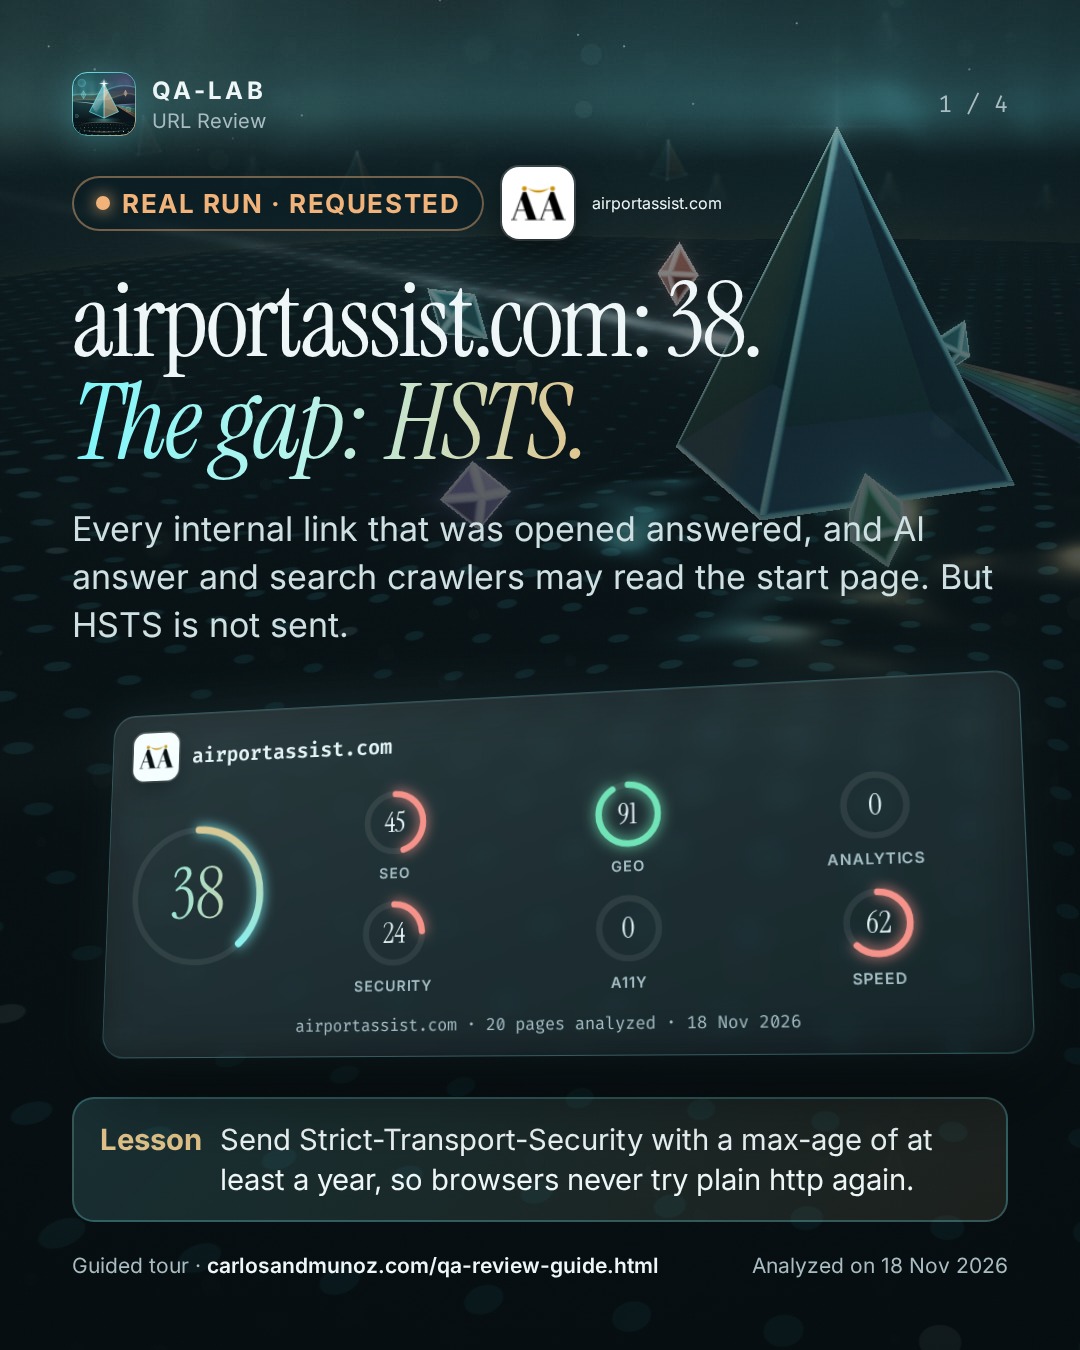 QA-LAB
URL Review
1 / 4
REAL RUN · REQUESTED
AA
airportassist.com
airportassist.com: 38.
The gap: HSTS.
Every internal link that was opened answered, and AI
answer and search crawlers may read the start page. But
HSTS is not sent.
AA
airportassist.com
38
45
SEO
91
GEO
0
ANALYTICS
24
SECURITY
0
A11Y
62
SPEED
airportassist.com · 20 pages analyzed · 18 Nov 2026
Lesson
Send Strict-Transport-Security with a max-age of at
least a year, so browsers never try plain http again.
Guided tour · carlosandmunoz.com/qa-review-guide.html
Analyzed on 18 Nov 2026